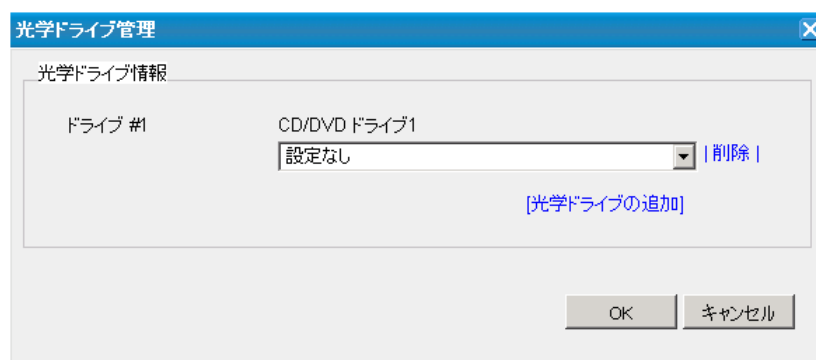 光学ドライブ管理
光学ドライブ情報
ドライブ #1
CD/DVD ドライブ1
設定なし
| 削除 |
[光学ドライブの追加]
OK
キャンセル